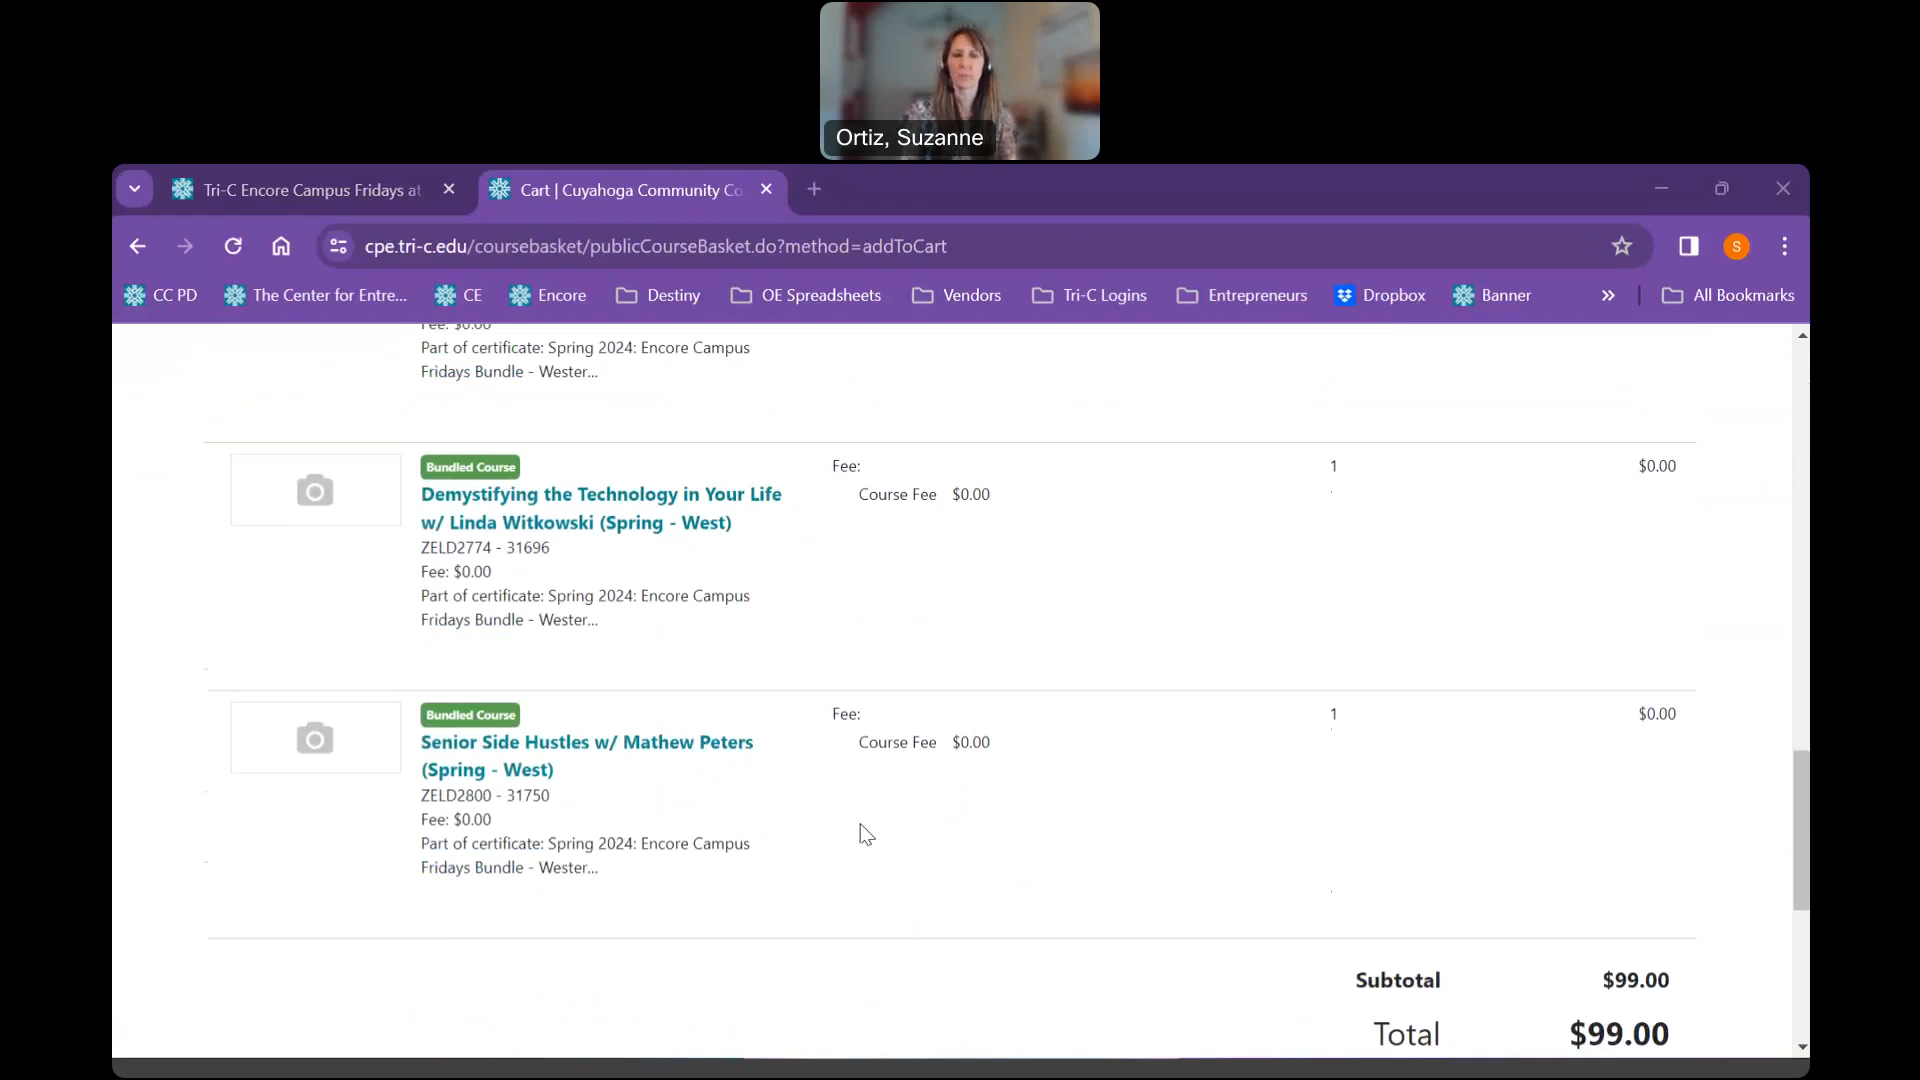 Ortiz, Suzanne
Tri-C Encore Campus Fridays at
Cart | Cuyahoga Community Co
cpe.tri-c.edu/coursebasket/publicCourseBasket.do?method=addToCart
S
CC PD
The Center for Entre...
CE
Encore
Destiny
OE Spreadsheets
Vendors
Tri-C Logins
Entrepreneurs
Dropbox
Banner
All Bookmarks
Fee: $0.00
Part of certificate: Spring 2024: Encore Campus
Fridays Bundle - Wester...
Bundled Course
Demystifying the Technology in Your Life
w/ Linda Witkowski (Spring - West)
ZELD2774 - 31696
Fee: $0.00
Part of certificate: Spring 2024: Encore Campus
Fridays Bundle - Wester...
Fee:
Course Fee $0.00
1
$0.00
Bundled Course
Senior Side Hustles w/ Mathew Peters
(Spring - West)
ZELD2800 - 31750
Fee: $0.00
Part of certificate: Spring 2024: Encore Campus
Fridays Bundle - Wester...
Fee:
Course Fee $0.00
1
$0.00
Subtotal $99.00
Total $99.00